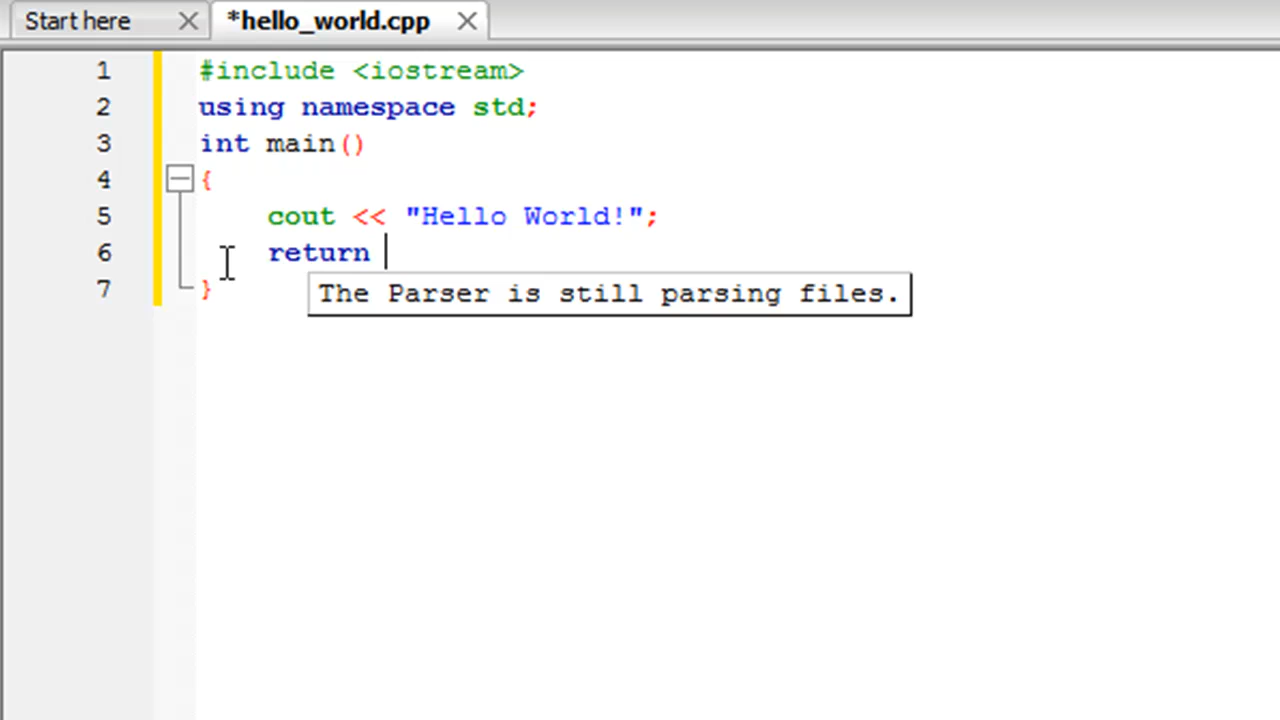 Start here *hello_world.cpp
1 #include <iostream>
2 using namespace std;
3 int main()
4 {
5 cout << "Hello World!";
6 return
7 }
The Parser is still parsing files.